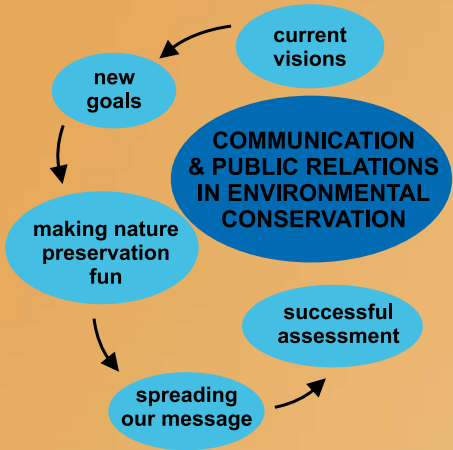 current
visions
new
goals
COMMUNICATION
& PUBLIC RELATIONS
IN ENVIRONMENTAL
CONSERVATION
making nature
preservation
fun
successful
assessment
spreading
our message